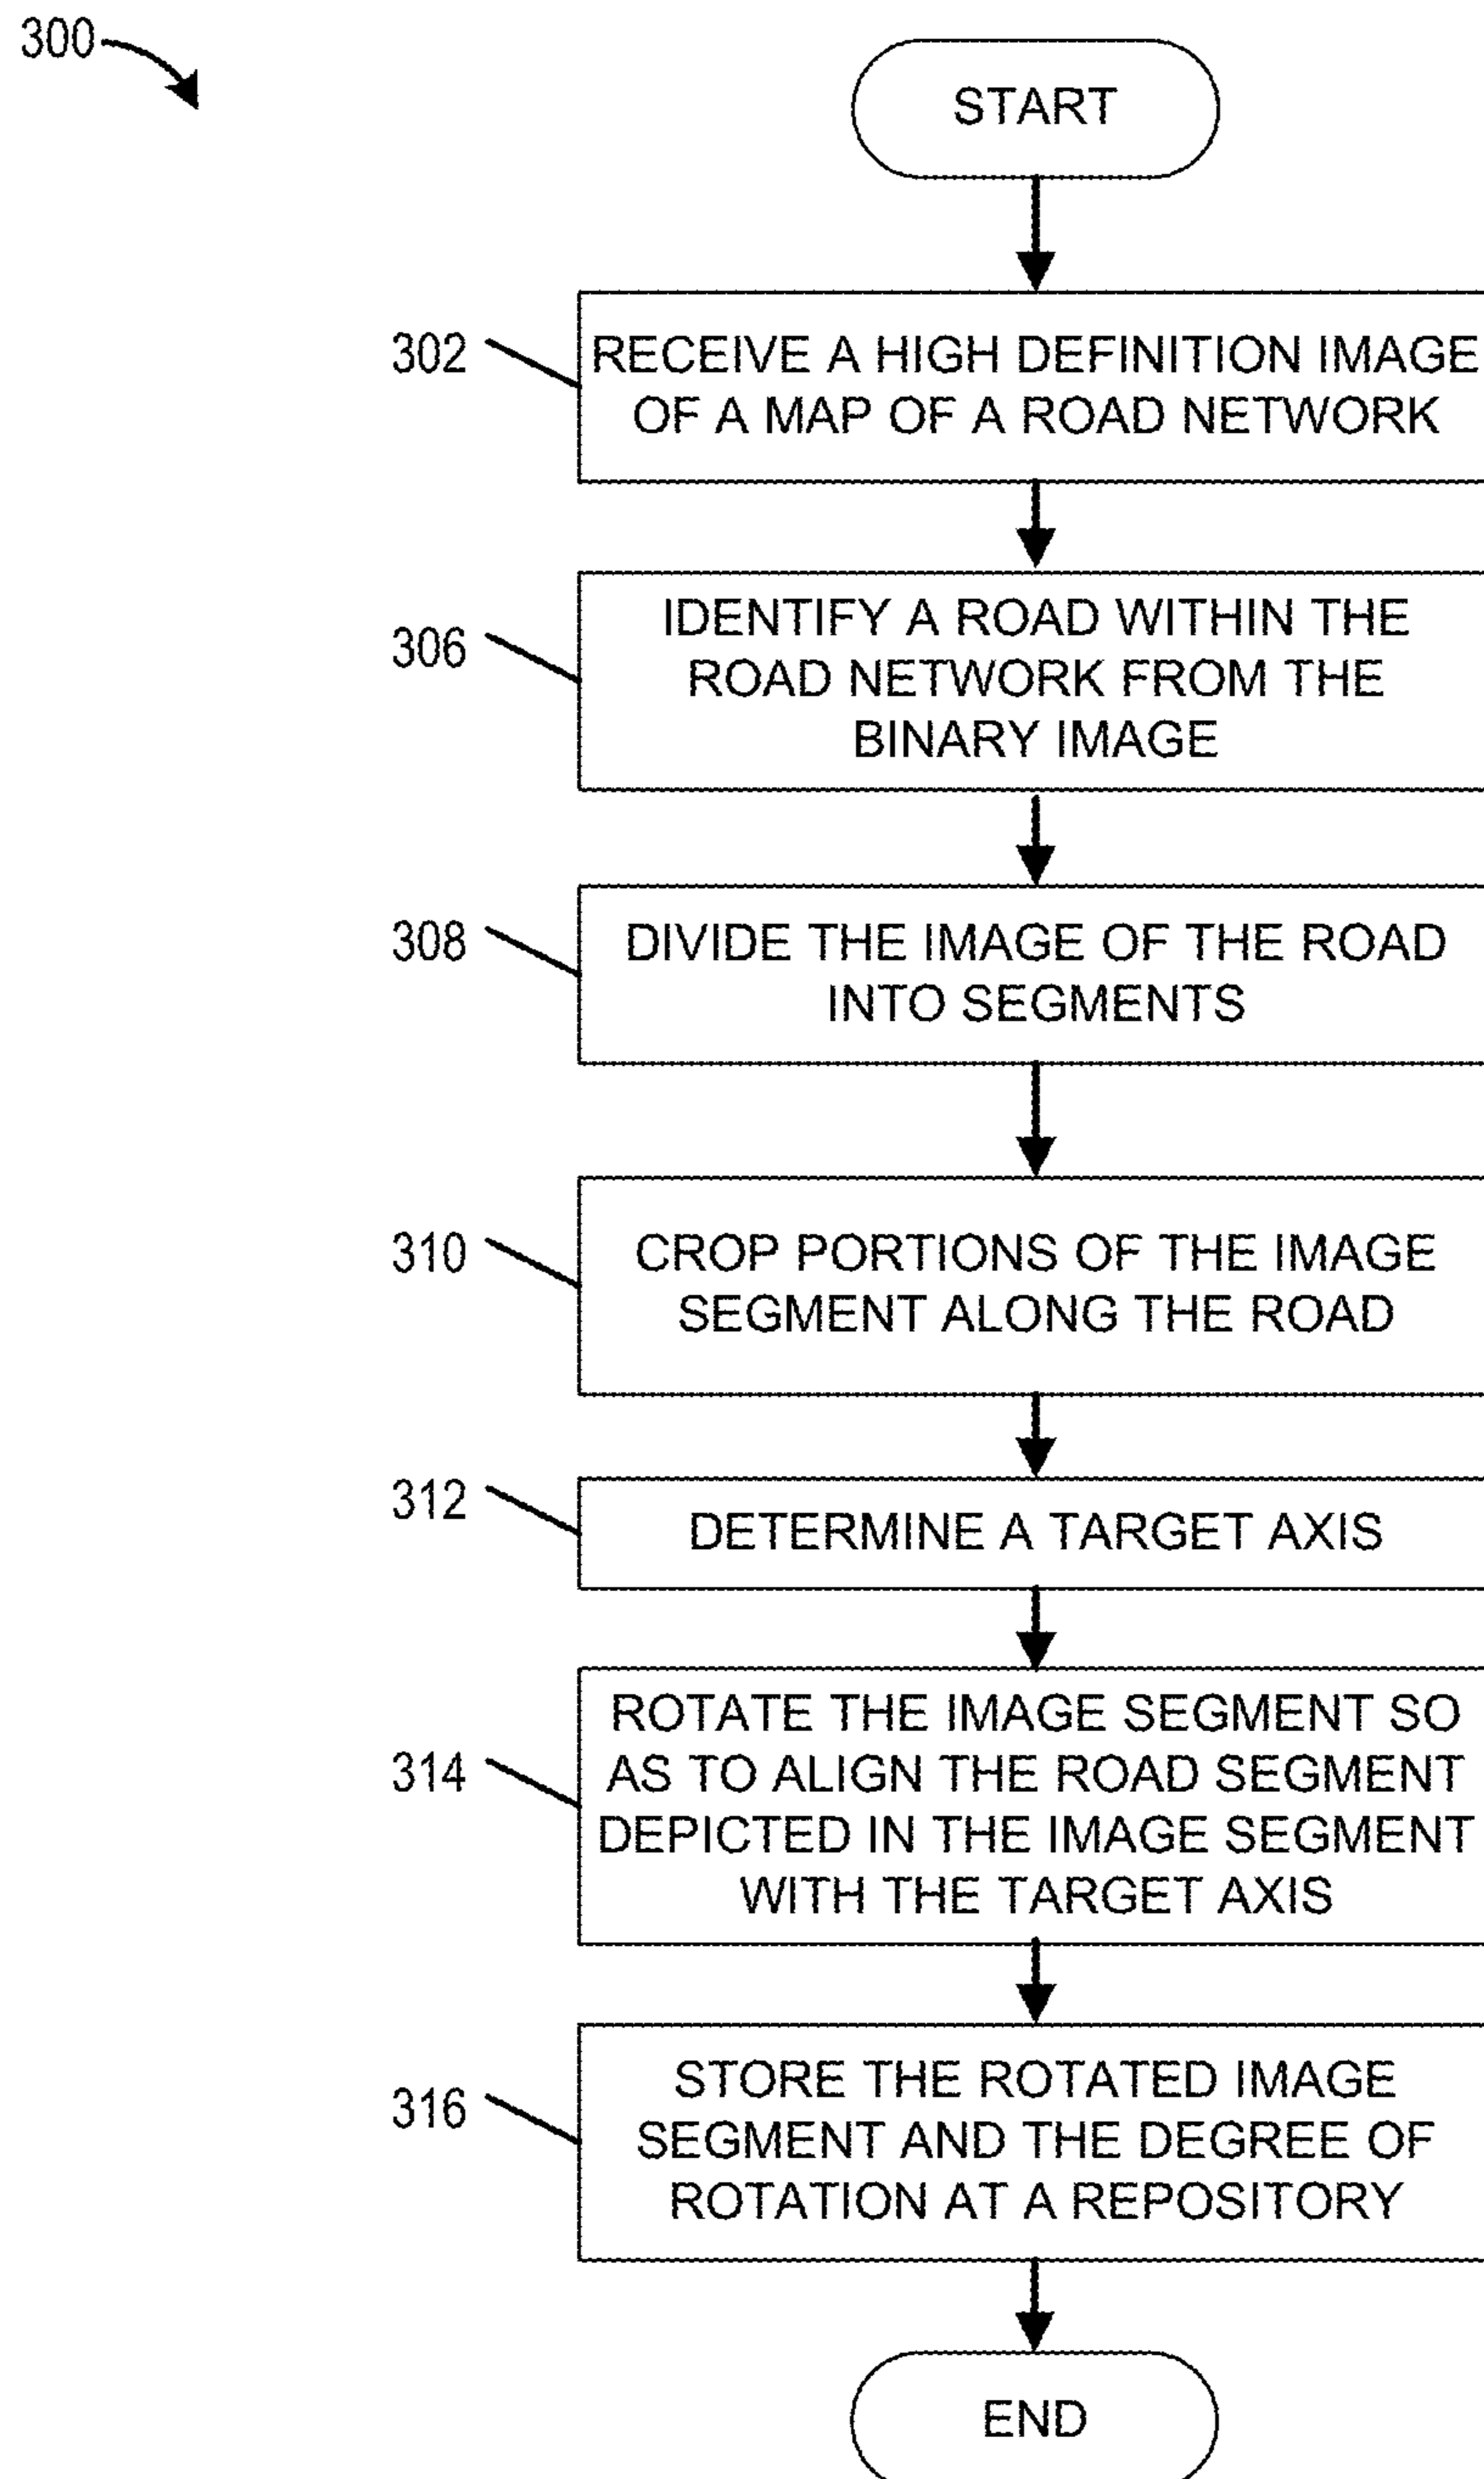 300
START
302
RECEIVE A HIGH DEFINITION IMAGE
OF A MAP OF A ROAD NETWORK
306
IDENTIFY A ROAD WITHIN THE
ROAD NETWORK FROM THE
BINARY IMAGE
308
DIVIDE THE IMAGE OF THE ROAD
INTO SEGMENTS
310
CROP PORTIONS OF THE IMAGE
SEGMENT ALONG THE ROAD
312
DETERMINE A TARGET AXIS
314
ROTATE THE IMAGE SEGMENT SO
AS TO ALIGN THE ROAD SEGMENT
DEPICTED IN THE IMAGE SEGMENT
WITH THE TARGET AXIS
316
STORE THE ROTATED IMAGE
SEGMENT AND THE DEGREE OF
ROTATION AT A REPOSITORY
END